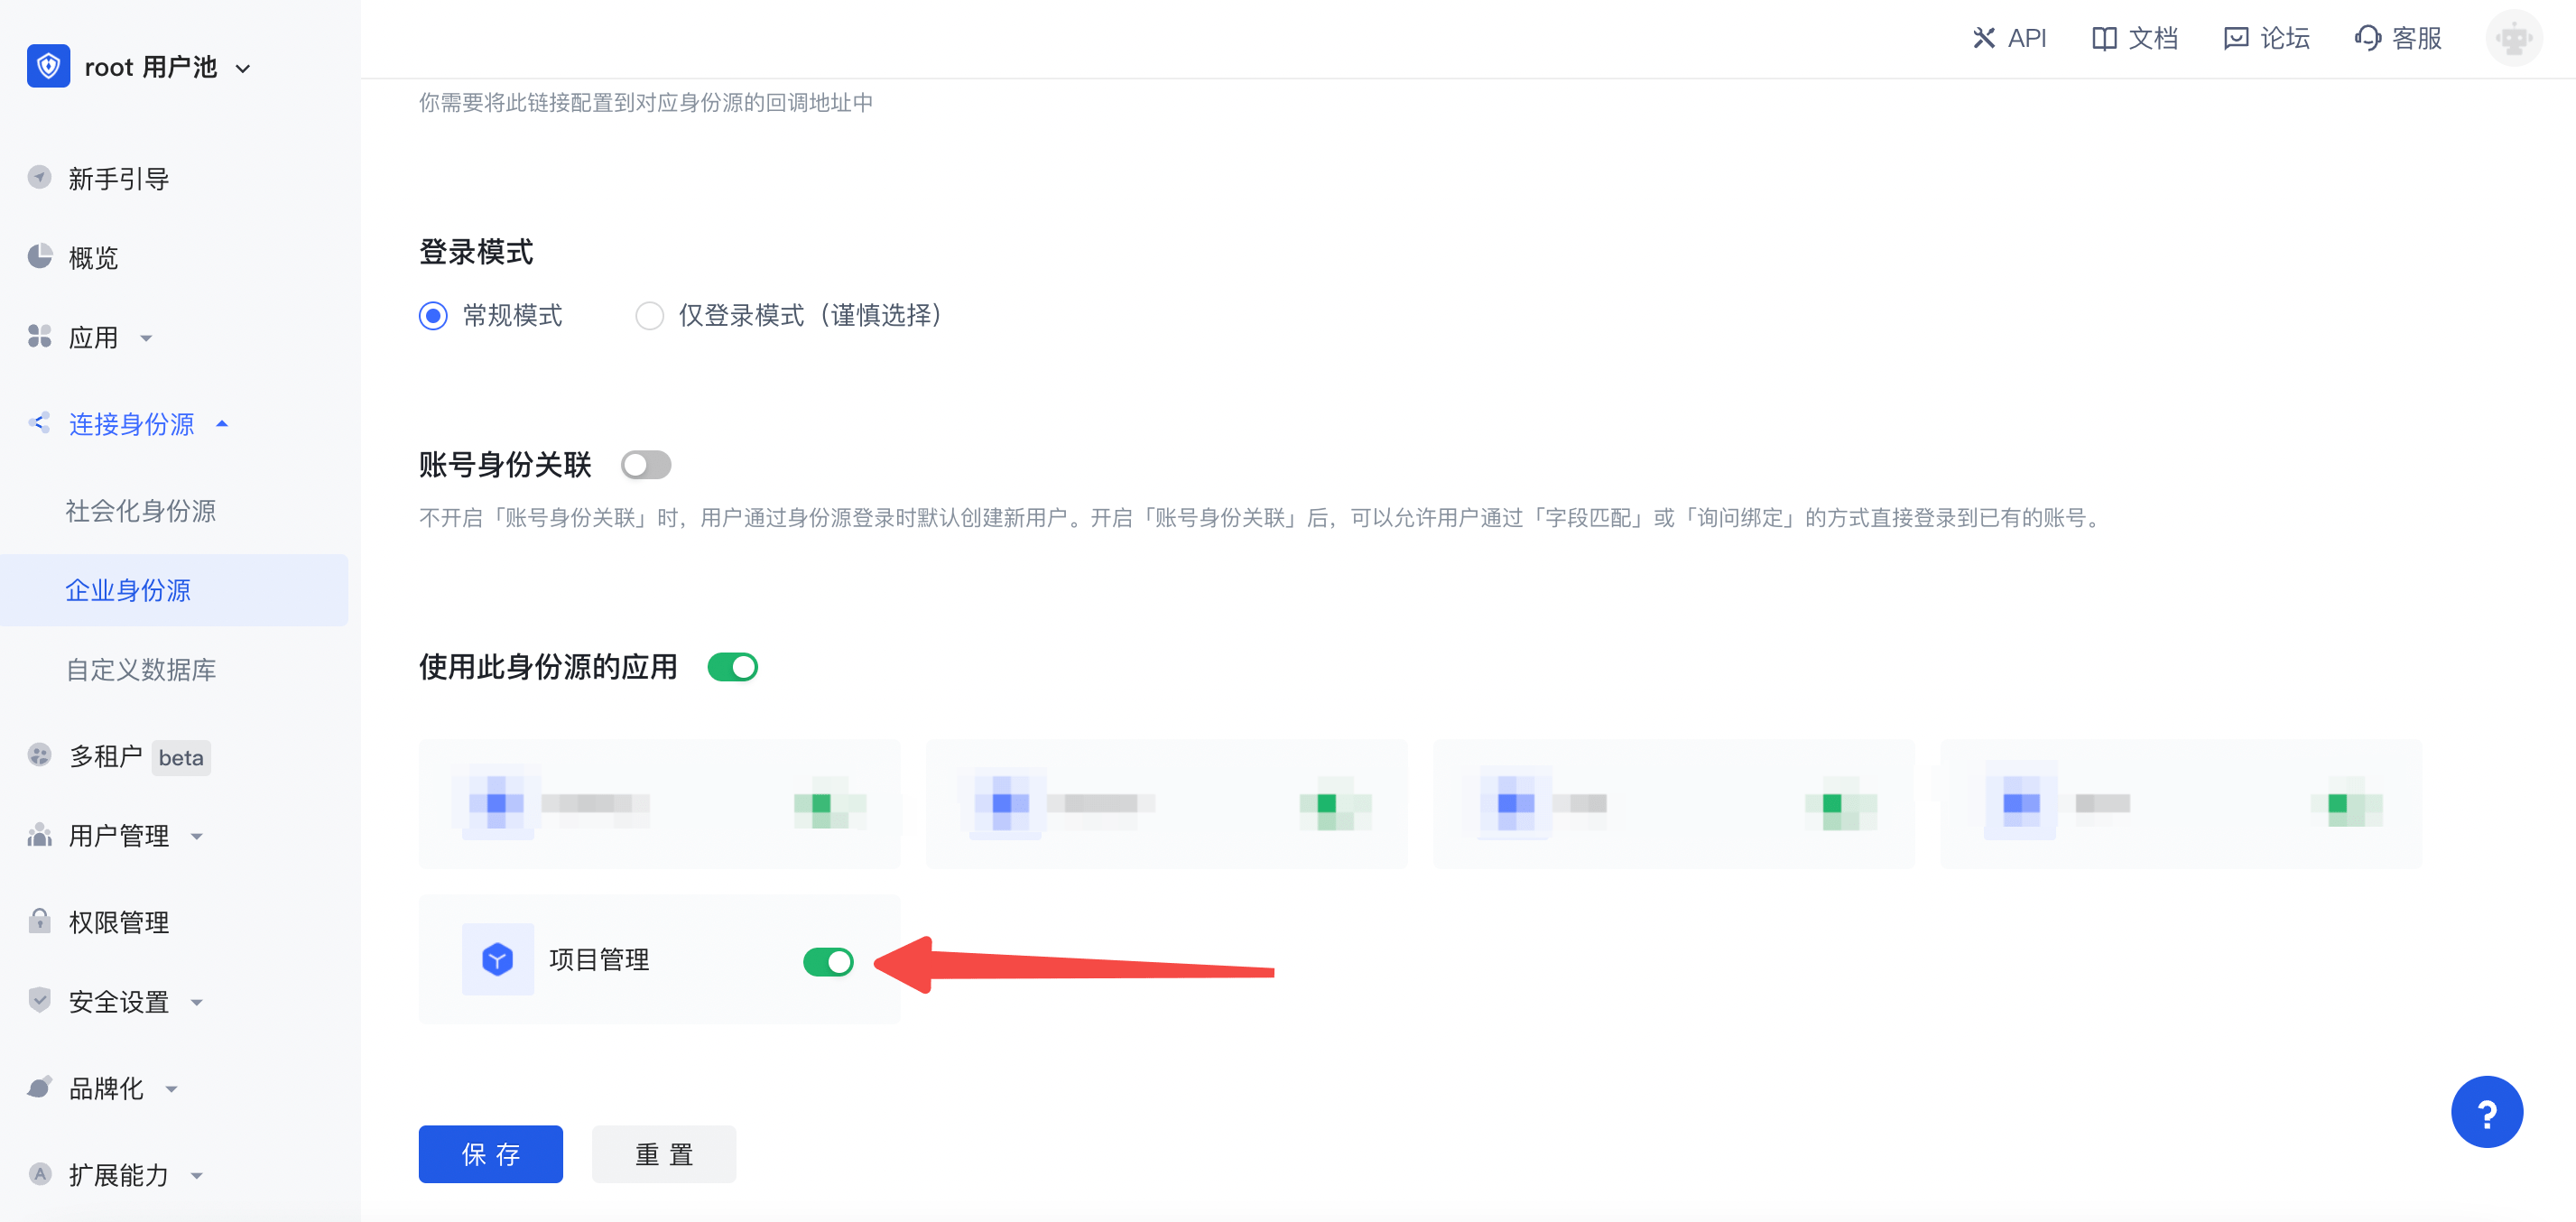 root 用户池
API
文档
论坛
客服
新手引导
概览
应用
连接身份源
社会化身份源
企业身份源
自定义数据库
多租户 beta
用户管理
权限管理
安全设置
品牌化
扩展能力
你需要将此链接配置到对应身份源的回调地址中
登录模式
常规模式
仅登录模式（谨慎选择）
账号身份关联
不开启「账号身份关联」时，用户通过身份源登录时默认创建新用户。开启「账号身份关联」后，可以允许用户通过「字段匹配」或「询问绑定」的方式直接登录到已有的账号。
使用此身份源的应用
项目管理
保 存
重 置
?